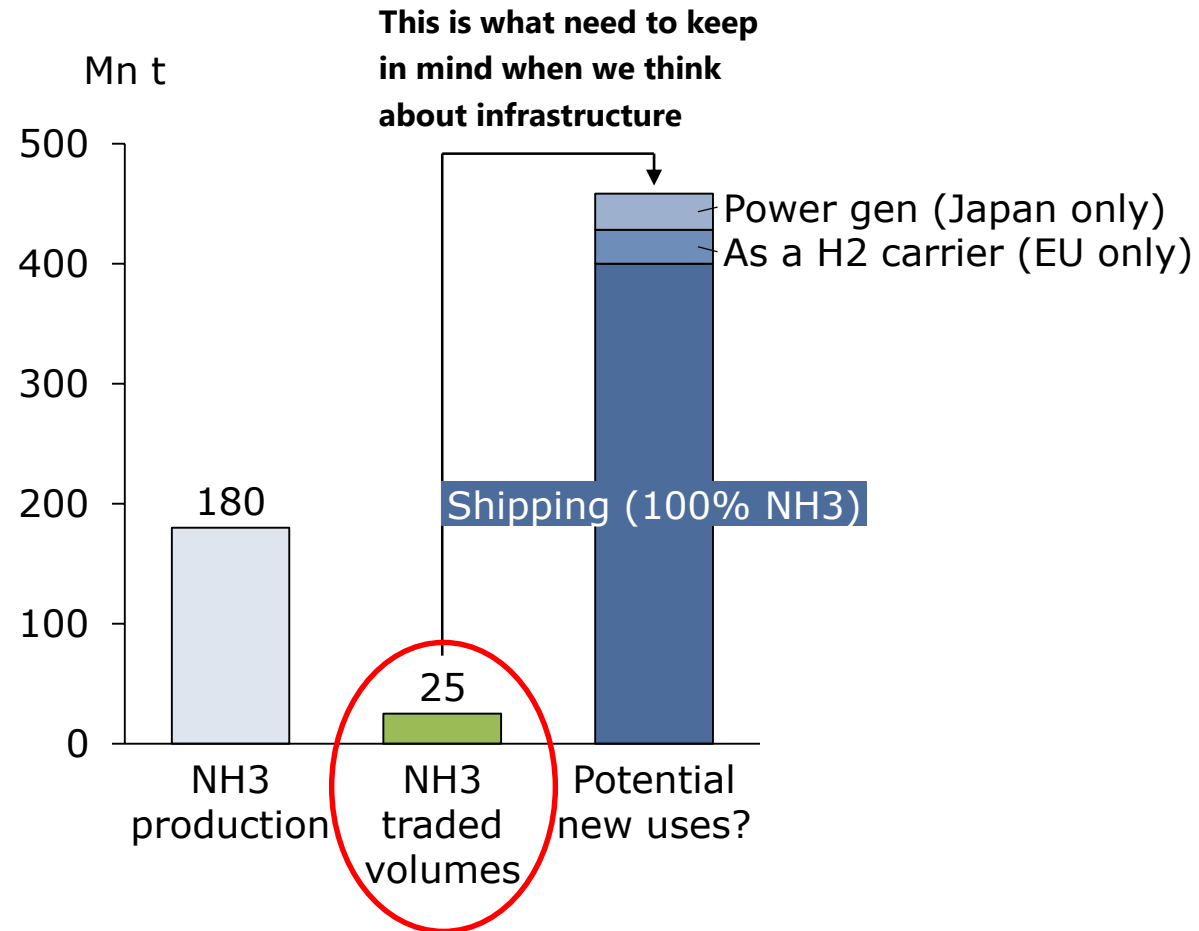 This is what need to keep
in mind when we think
about infrastructure
Mn t
500
400
300
200
100
0
180
25
Power gen (Japan only)
As a H2 carrier (EU only)
Shipping (100% NH3)
NH3
production
NH3
traded
volumes
Potential
new uses?